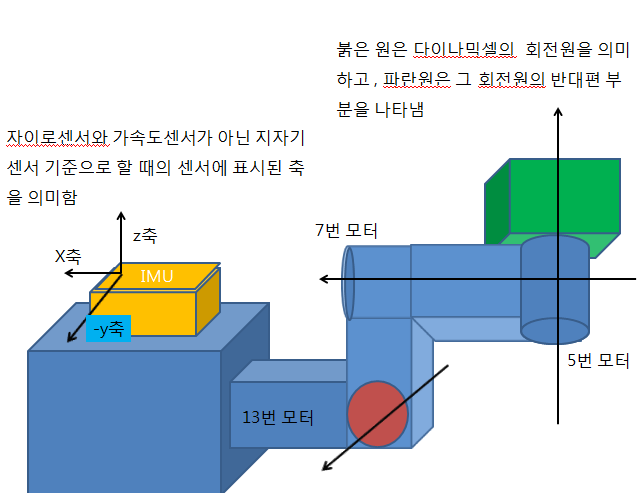 붉은 원은 다이나믹셀의 회전원을 의미
하고 , 파란원은 그 회전원의 반대편 부
분을 나타냄
자이로센서와 가속도센서가 아닌 지자기
센서 기준으로 할 때의 센서에 표시된 축
을 의미함
7번 모터
z축
X축
IMU
-y축
5번 모터
13번 모터